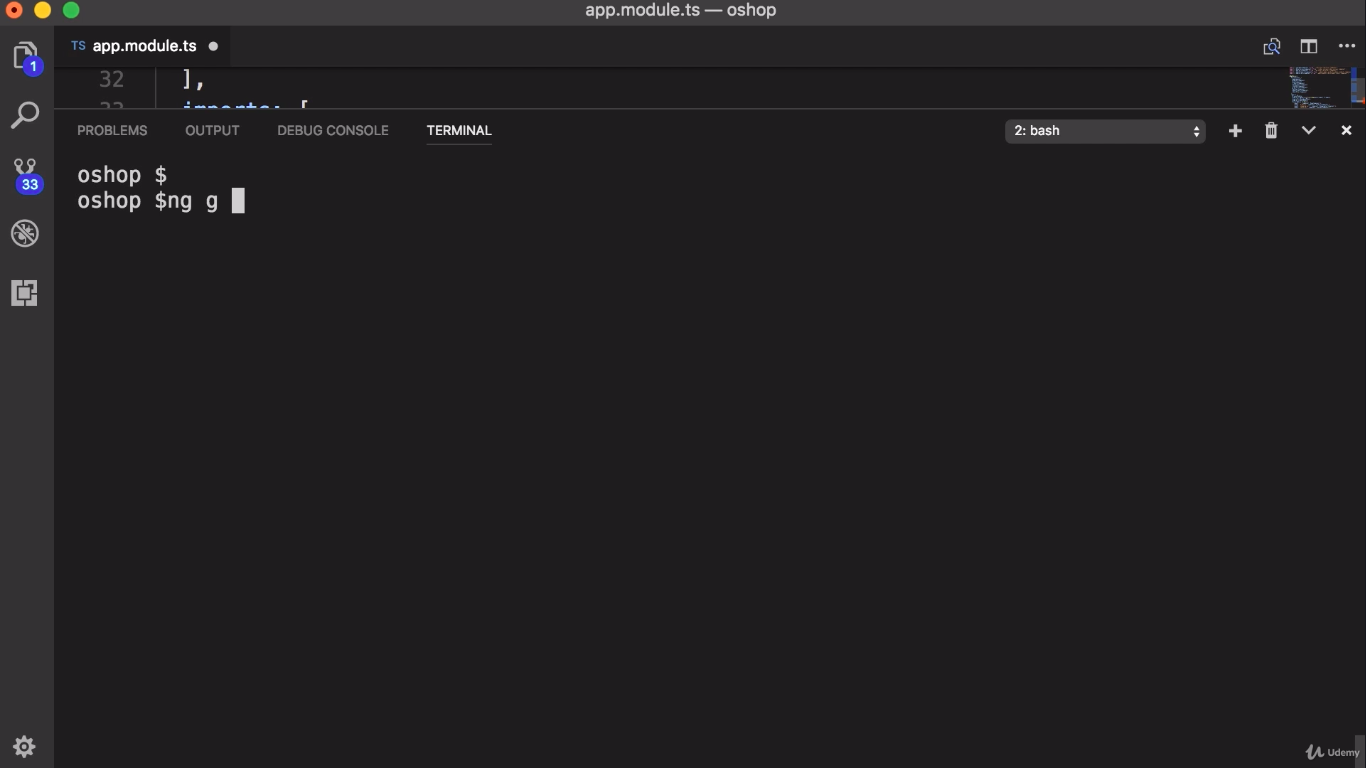 app.module.ts — oshop
TS app.module.ts
1
32 ],
33 imports: [
PROBLEMS OUTPUT DEBUG CONSOLE TERMINAL 2: bash
33
oshop $
oshop $ng g
Udemy